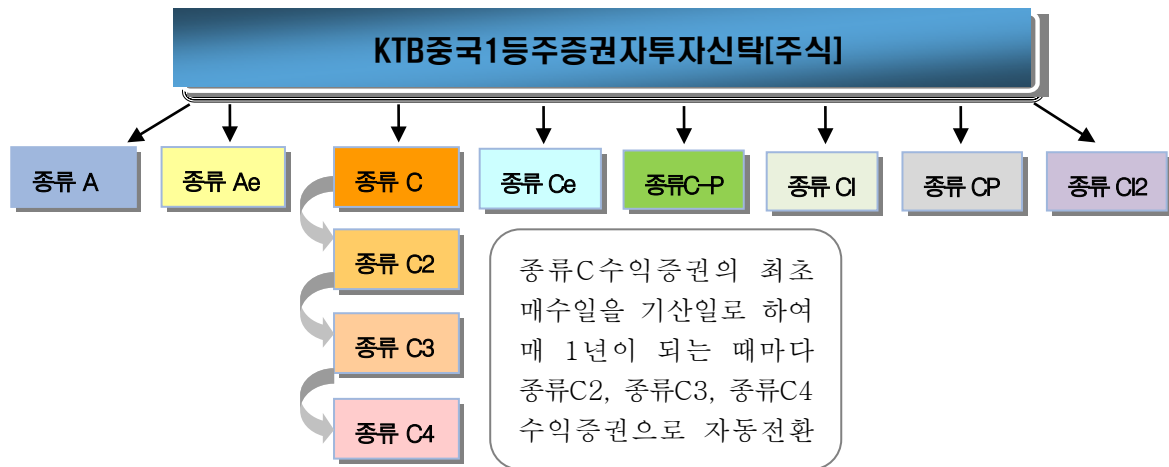 KTB중국1등주증권자투자신탁[주식]
종류 A
종류 Ae
종류 C
종류 Ce
종류C-P
종류 CI
종류 CP
종류 CI2
종류 C2
종류 C3
종류 C4
종류C수익증권의 최초
매수일을 기산일로 하여
매 1년이 되는 때마다
종류C2, 종류C3, 종류C4
수익증권으로 자동전환